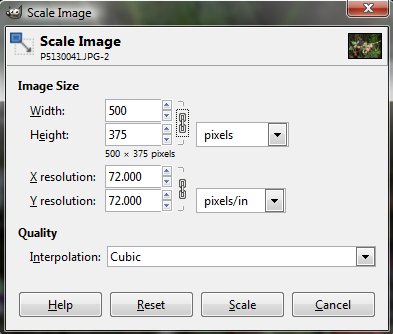 Scale Image
Scale Image
P5130041.JPG-2
Image Size
Width: 500
Height: 375 pixels
500 × 375 pixels
X resolution: 72.000
Y resolution: 72.000 pixels/in
Quality
Interpolation: Cubic
Help Reset Scale Cancel